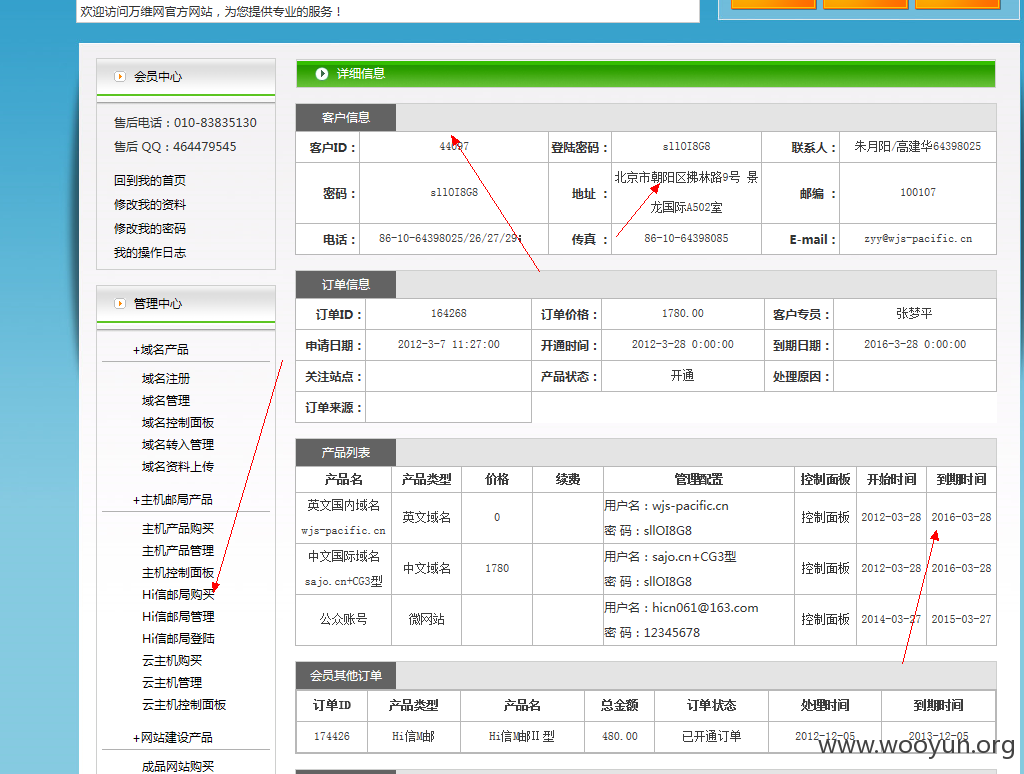 欢迎访问万维网官方网站，为您提供专业的服务！
会员中心
售后电话：010-83835130
售后 QQ：464479545
回到我的首页
修改我的资料
修改我的密码
我的操作日志
管理中心
+域名产品
域名注册
域名管理
域名控制面板
域名转入管理
域名资料上传
+主机邮局产品
主机产品购买
主机产品管理
主机控制面板
Hi信邮局购买
Hi信邮局管理
Hi信邮局登陆
云主机购买
云主机管理
云主机控制面板
+网站建设产品
成品网站购买
详细信息
客户信息
客户ID： 44697 登陆密码： sllOI8G8 联系人： 朱月阳/高建华64398025
密码： sllOI8G8 地址： 北京市朝阳区拂林路9号 景
龙国际A502室 邮编： 100107
电话： 86-10-64398025/26/27/29 传真： 86-10-64398085 E-mail： zyy@wjs-pacific.cn
订单信息
订单ID： 164268 订单价格： 1780.00 客户专员： 张梦平
申请日期： 2012-3-7 11:27:00 开通时间： 2012-3-28 0:00:00 到期日期： 2016-3-28 0:00:00
关注站点： 产品状态： 开通 处理原因：
订单来源：
产品列表
产品名 产品类型 价格 续费 管理配置 控制面板 开始时间 到期时间
英文国内域名
wjs-pacific.cn 英文域名 0 用户名：wjs-pacific.cn
密 码：sllOI8G8 控制面板 2012-03-28 2016-03-28
中文国际域名
sajo.cn+CG3型 中文域名 1780 用户名：sajo.cn+CG3型
密 码：sllOI8G8 控制面板 2012-03-28 2016-03-28
公众账号 微网站 用户名：hicn061@163.com
密 码：12345678 控制面板 2014-03-27 2015-03-27
会员其他订单
订单ID 产品类型 产品名 总金额 订单状态 处理时间 到期时间
174426 Hi信M邮 Hi信M邮II 型 480.00 已开通订单 2012-12-05 2013-12-05
www.wooyun.org